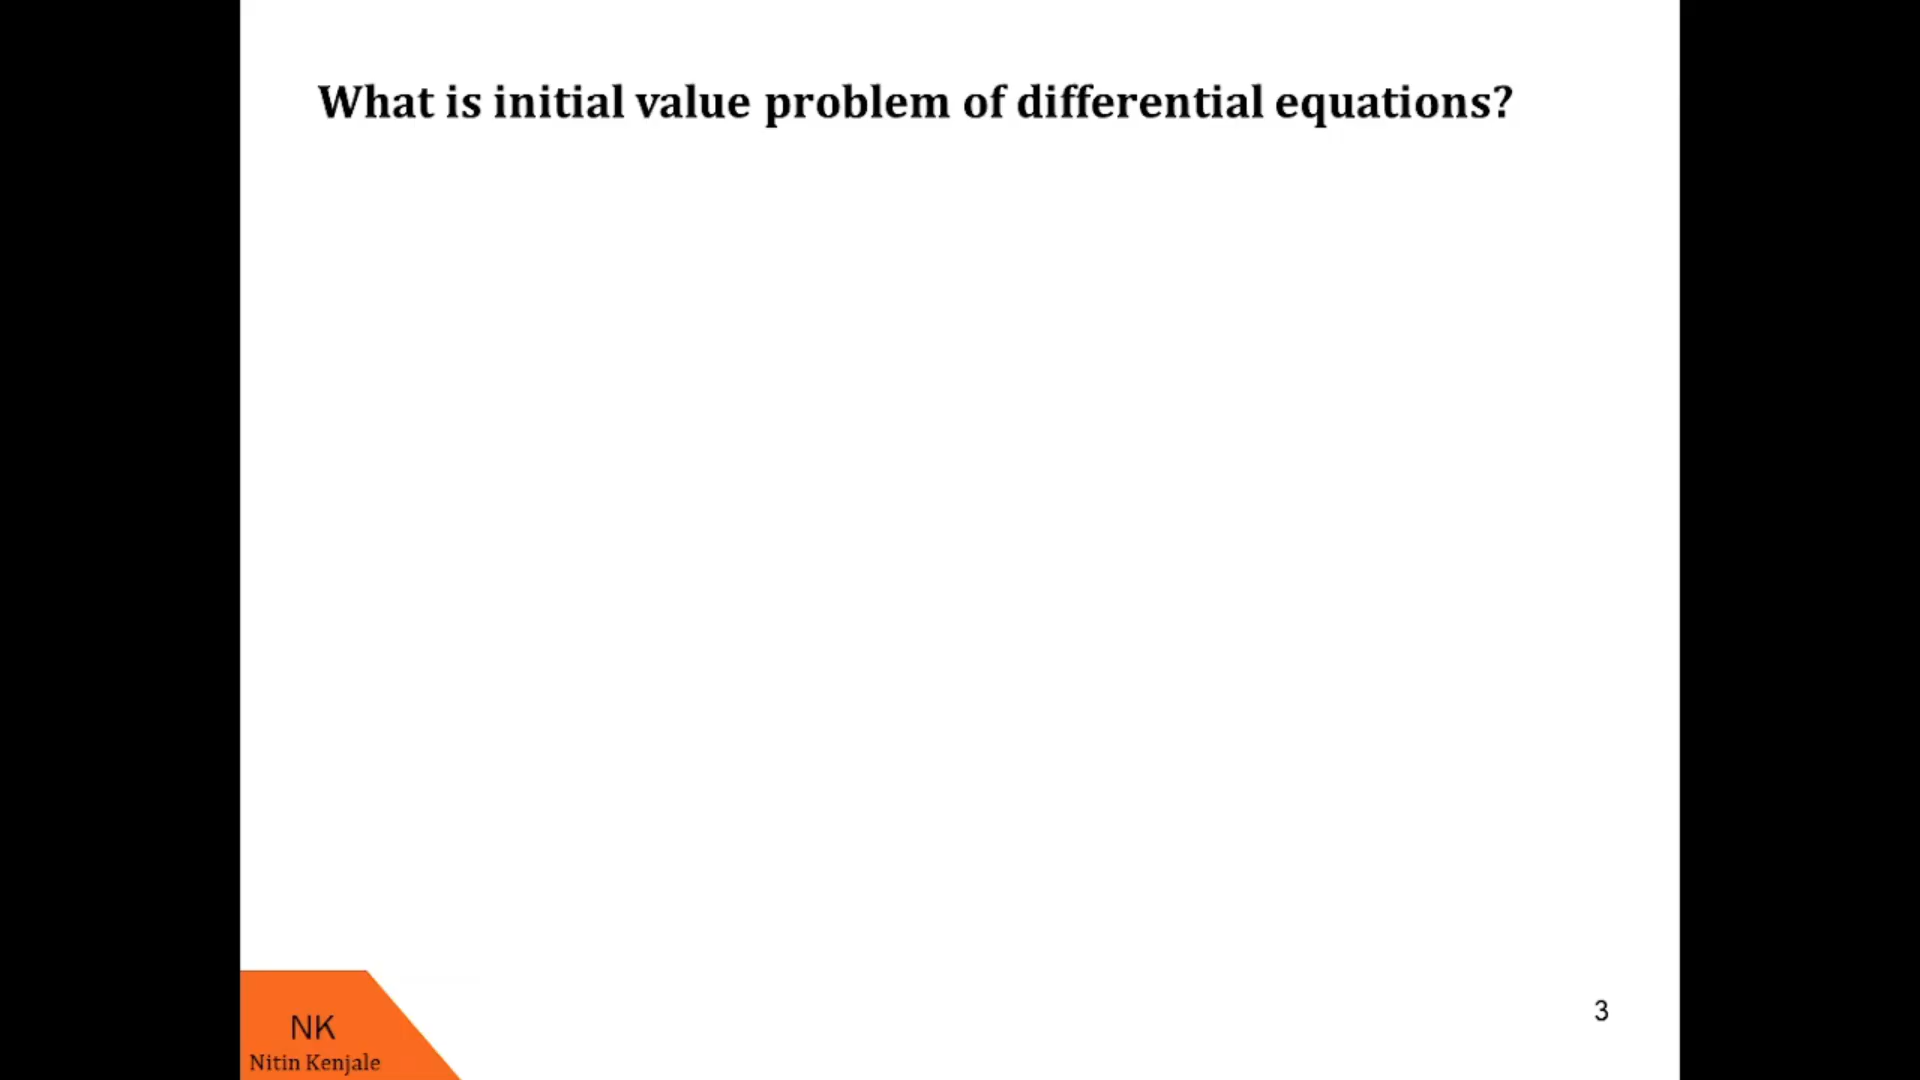 What is initial value problem of differential equations?
NK
Nitin Kenjale
3